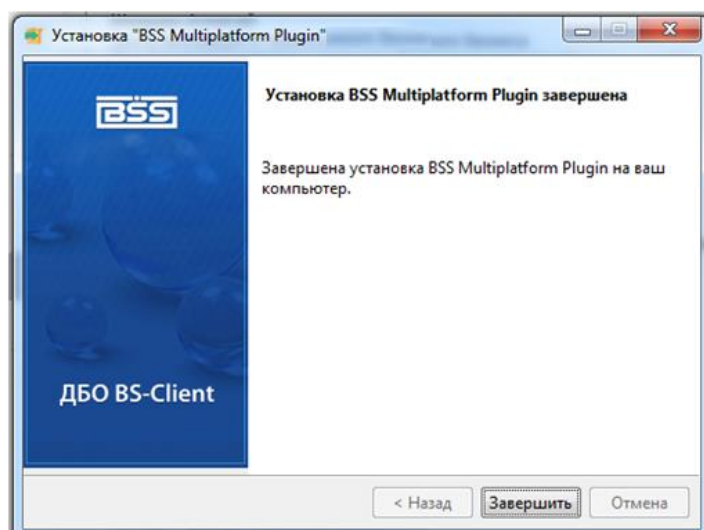 Установка "BSS Multiplatform Plugin"
BSS
Установка BSS Multiplatform Plugin завершена
Завершена установка BSS Multiplatform Plugin на ваш
компьютер.
ДБО BS-Client
< Назад
Завершить
Отмена